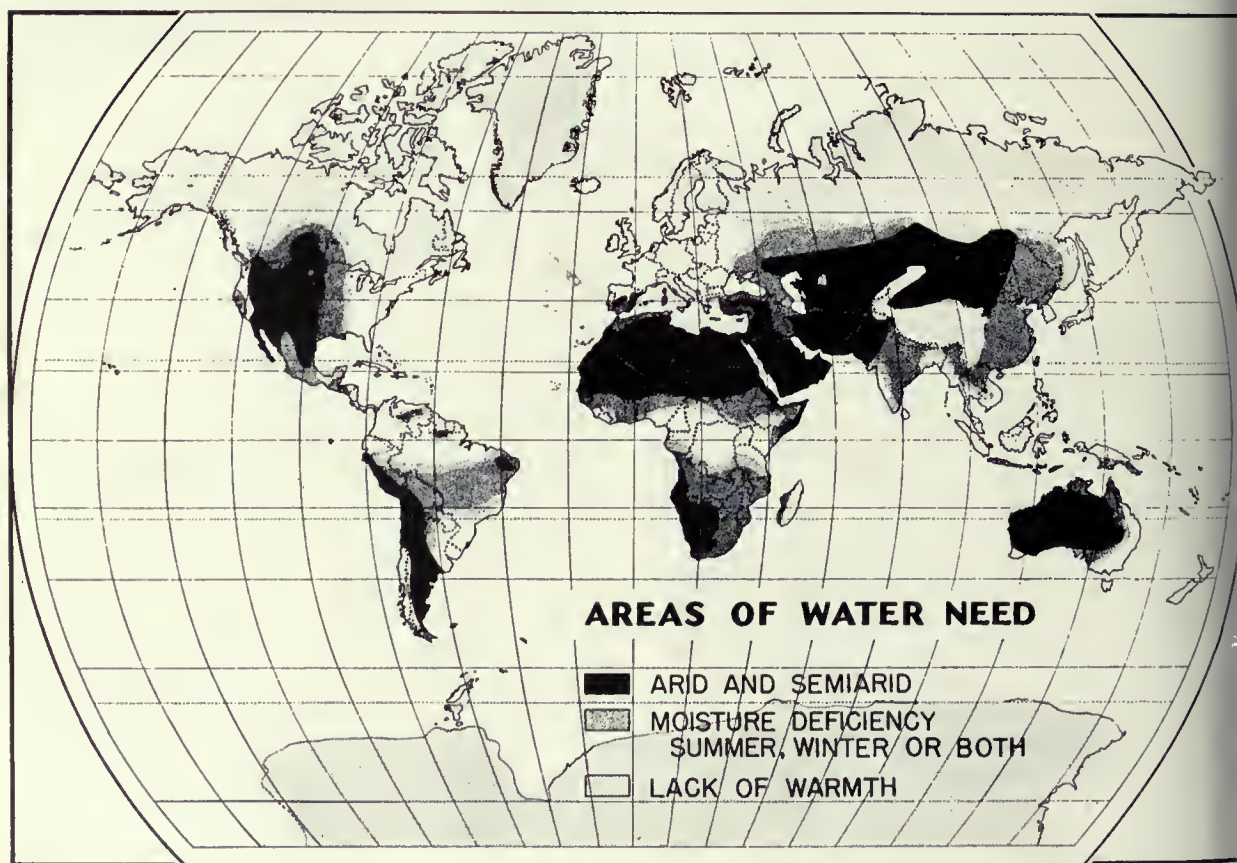 AREAS OF WATER NEED
ARID AND SEMIARID
MOISTURE DEFICIENCY
SUMMER, WINTER OR BOTH
LACK OF WARMTH